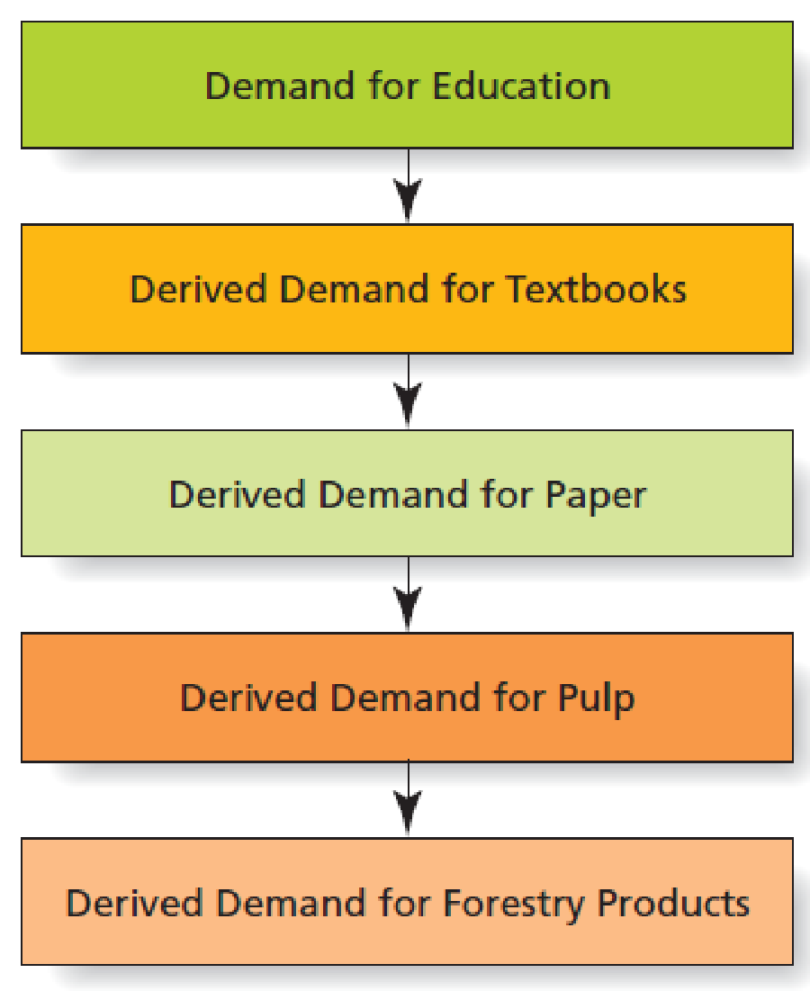 Demand for Education
Derived Demand for Textbooks
Derived Demand for Paper
Derived Demand for Pulp
Derived Demand for Forestry Products